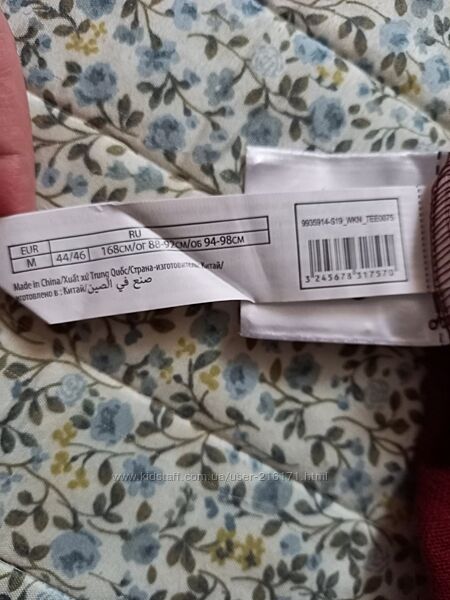 EUR RU
M 44/46 168см/ОГ 88-92см/ОБ 94-98см
Made in China/Xuất xứ Trung Quốc/Страна-изготовитель: Китай/
зготовлено в : Китай/صنع في الصين
9935914-S19_WKN_TEE0075
3 245678 317570
www.kidstaff.com.ua/user-216171.html